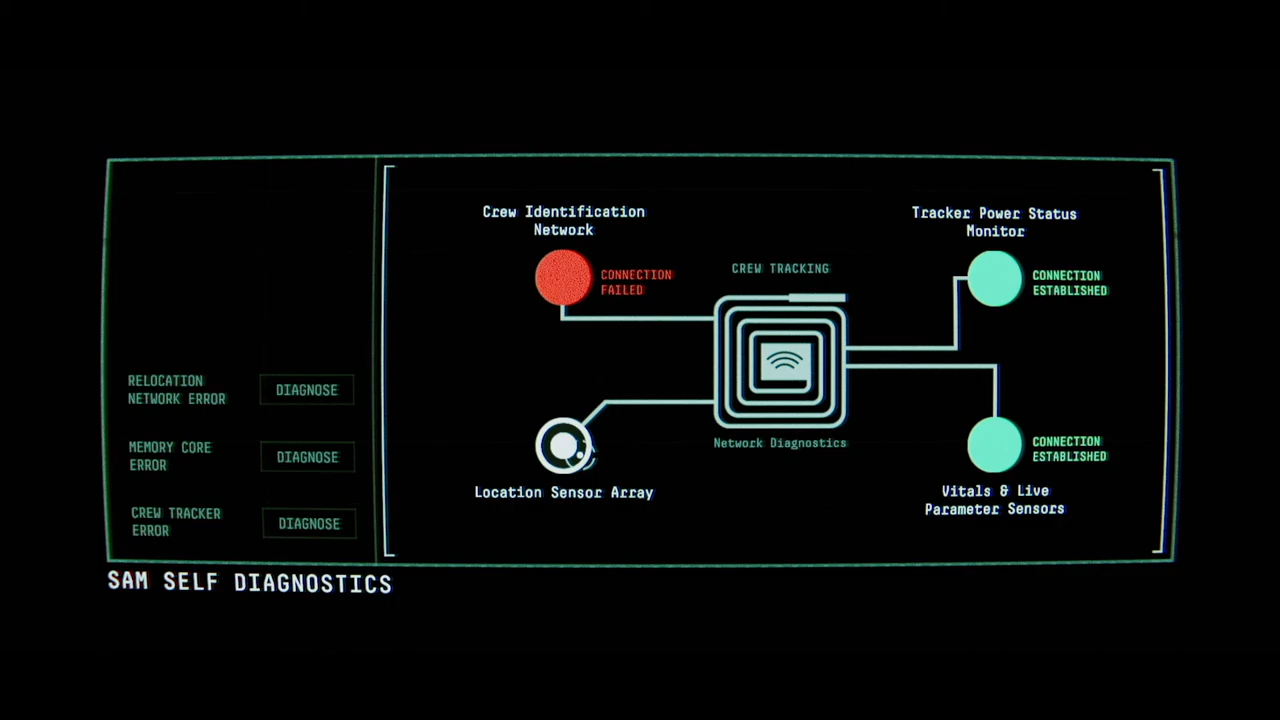 Crew Identification
Network
CONNECTION
FAILED
CREW TRACKING
Tracker Power Status
Monitor
CONNECTION
ESTABLISHED
RELOCATION
NETWORK ERROR
DIAGNOSE
MEMORY CORE
ERROR
DIAGNOSE
CREW TRACKER
ERROR
DIAGNOSE
Network Diagnostics
Location Sensor Array
CONNECTION
ESTABLISHED
Vitals & Live
Parameter Sensors
SAM SELF DIAGNOSTICS